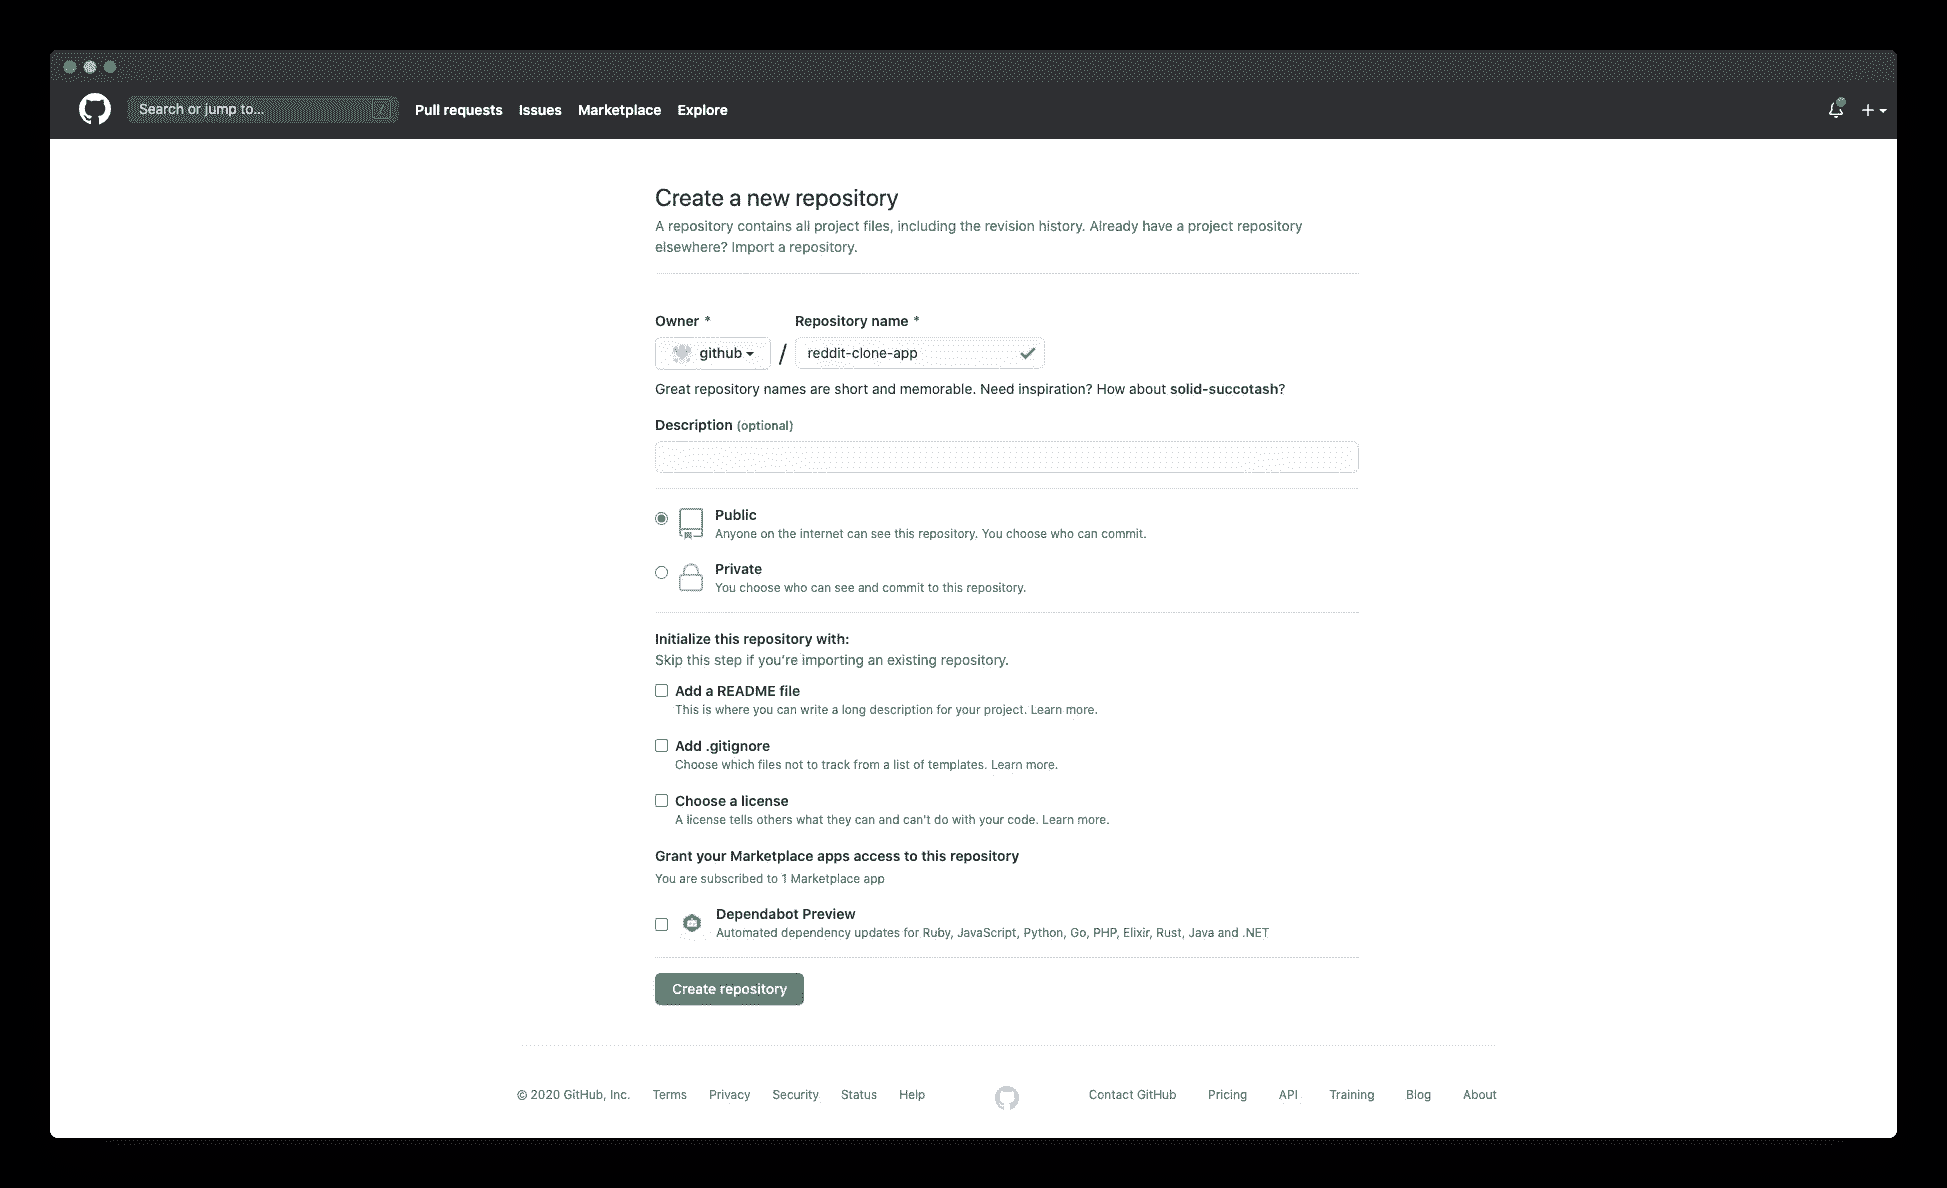 Search or jump to... /
Pull requests Issues Marketplace Explore
Create a new repository
A repository contains all project files, including the revision history. Already have a project repository
elsewhere? Import a repository.
Owner * Repository name *
github / reddit-clone-app
Great repository names are short and memorable. Need inspiration? How about solid-succotash?
Description (optional)
Public
Anyone on the internet can see this repository. You choose who can commit.
Private
You choose who can see and commit to this repository.
Initialize this repository with:
Skip this step if you're importing an existing repository.
Add a README file
This is where you can write a long description for your project. Learn more.
Add .gitignore
Choose which files not to track from a list of templates. Learn more.
Choose a license
A license tells others what they can and can't do with your code. Learn more.
Grant your Marketplace apps access to this repository
You are subscribed to 1 Marketplace app
Dependabot Preview
Automated dependency updates for Ruby, JavaScript, Python, Go, PHP, Elixir, Rust, Java and .NET
Create repository
© 2020 GitHub, Inc. Terms Privacy Security Status Help Contact GitHub Pricing API Training Blog About